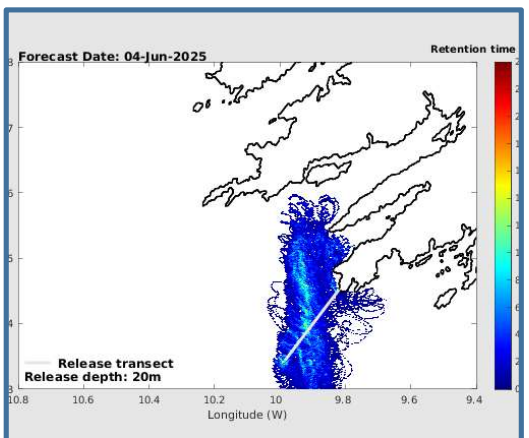 Retention time
Forecast Date: 04-Jun-2025
8
7
6
5
4
3
Release transect
Release depth: 20m
10.8 10.6 10.4 10.2 10 9.8 9.6 9.4
Longitude (W)